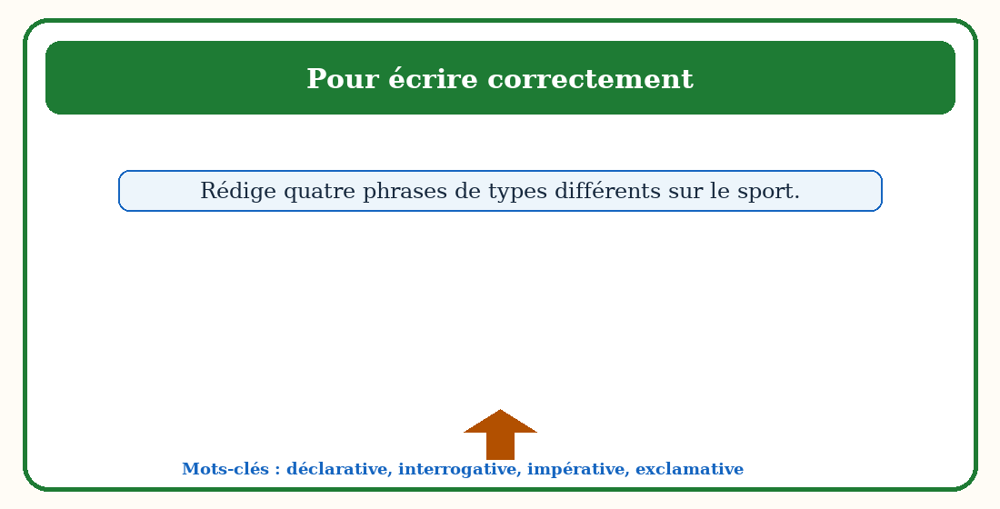 Pour écrire correctement
Rédige quatre phrases de types différents sur le sport.
Mots-clés : déclarative, interrogative, impérative, exclamative